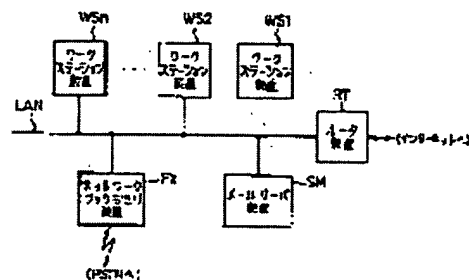 WSn
WS2
WS1
ワーク
ステーション
装置
ワーク
ステーション
装置
ワーク
ステーション
装置
LAN
RT
ルータ
装置
(インターネットへ)
FX
ネットワーク
ファクシミリ
装置
SM
メールサーバ
装置
(PSTNへ)